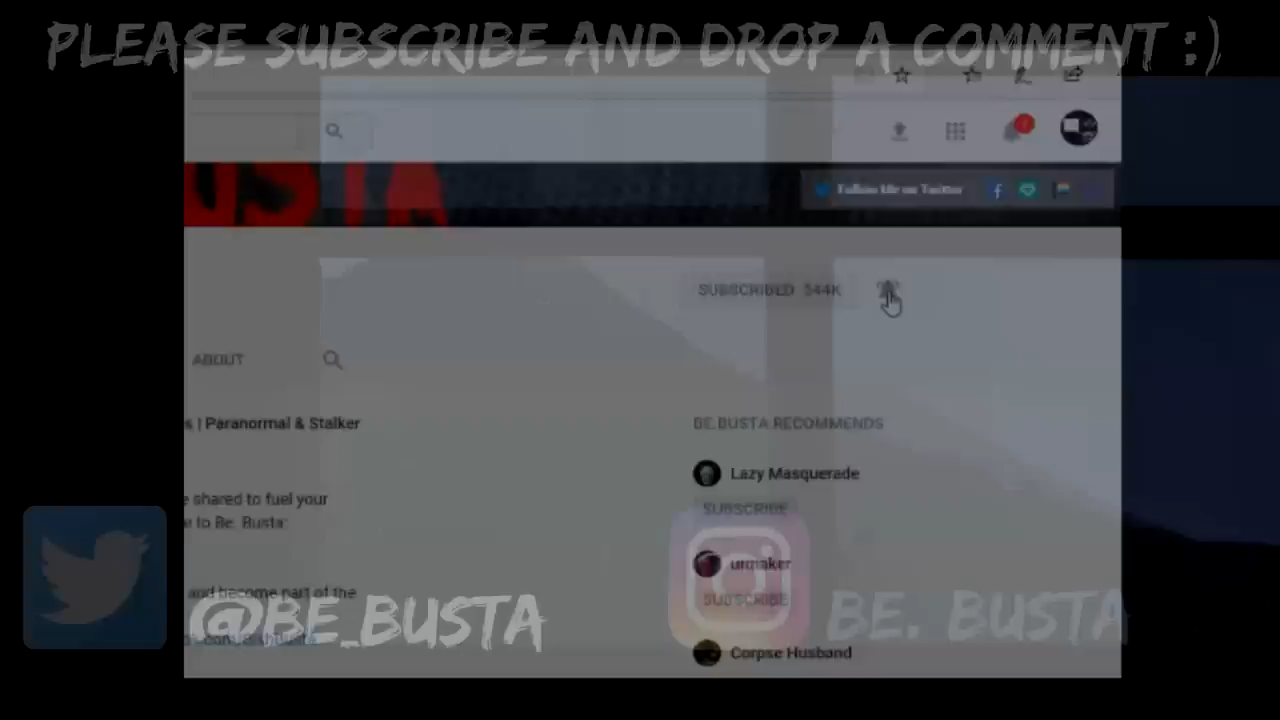 PLEASE SUBSCRIBE AND DROP A COMMENT :)
USTA
Follow Me on Twitter
SUBSCRIBED 544K
ABOUT
s | Paranormal & Stalker
BE.BUSTA RECOMMENDS
Lazy Masquerade
SUBSCRIBE
e shared to fuel your
e to Be. Busta:
urmaker
SUBSCRIBE
and become part of the
@BE_BUSTA
BE. BUSTA
Corpse Husband